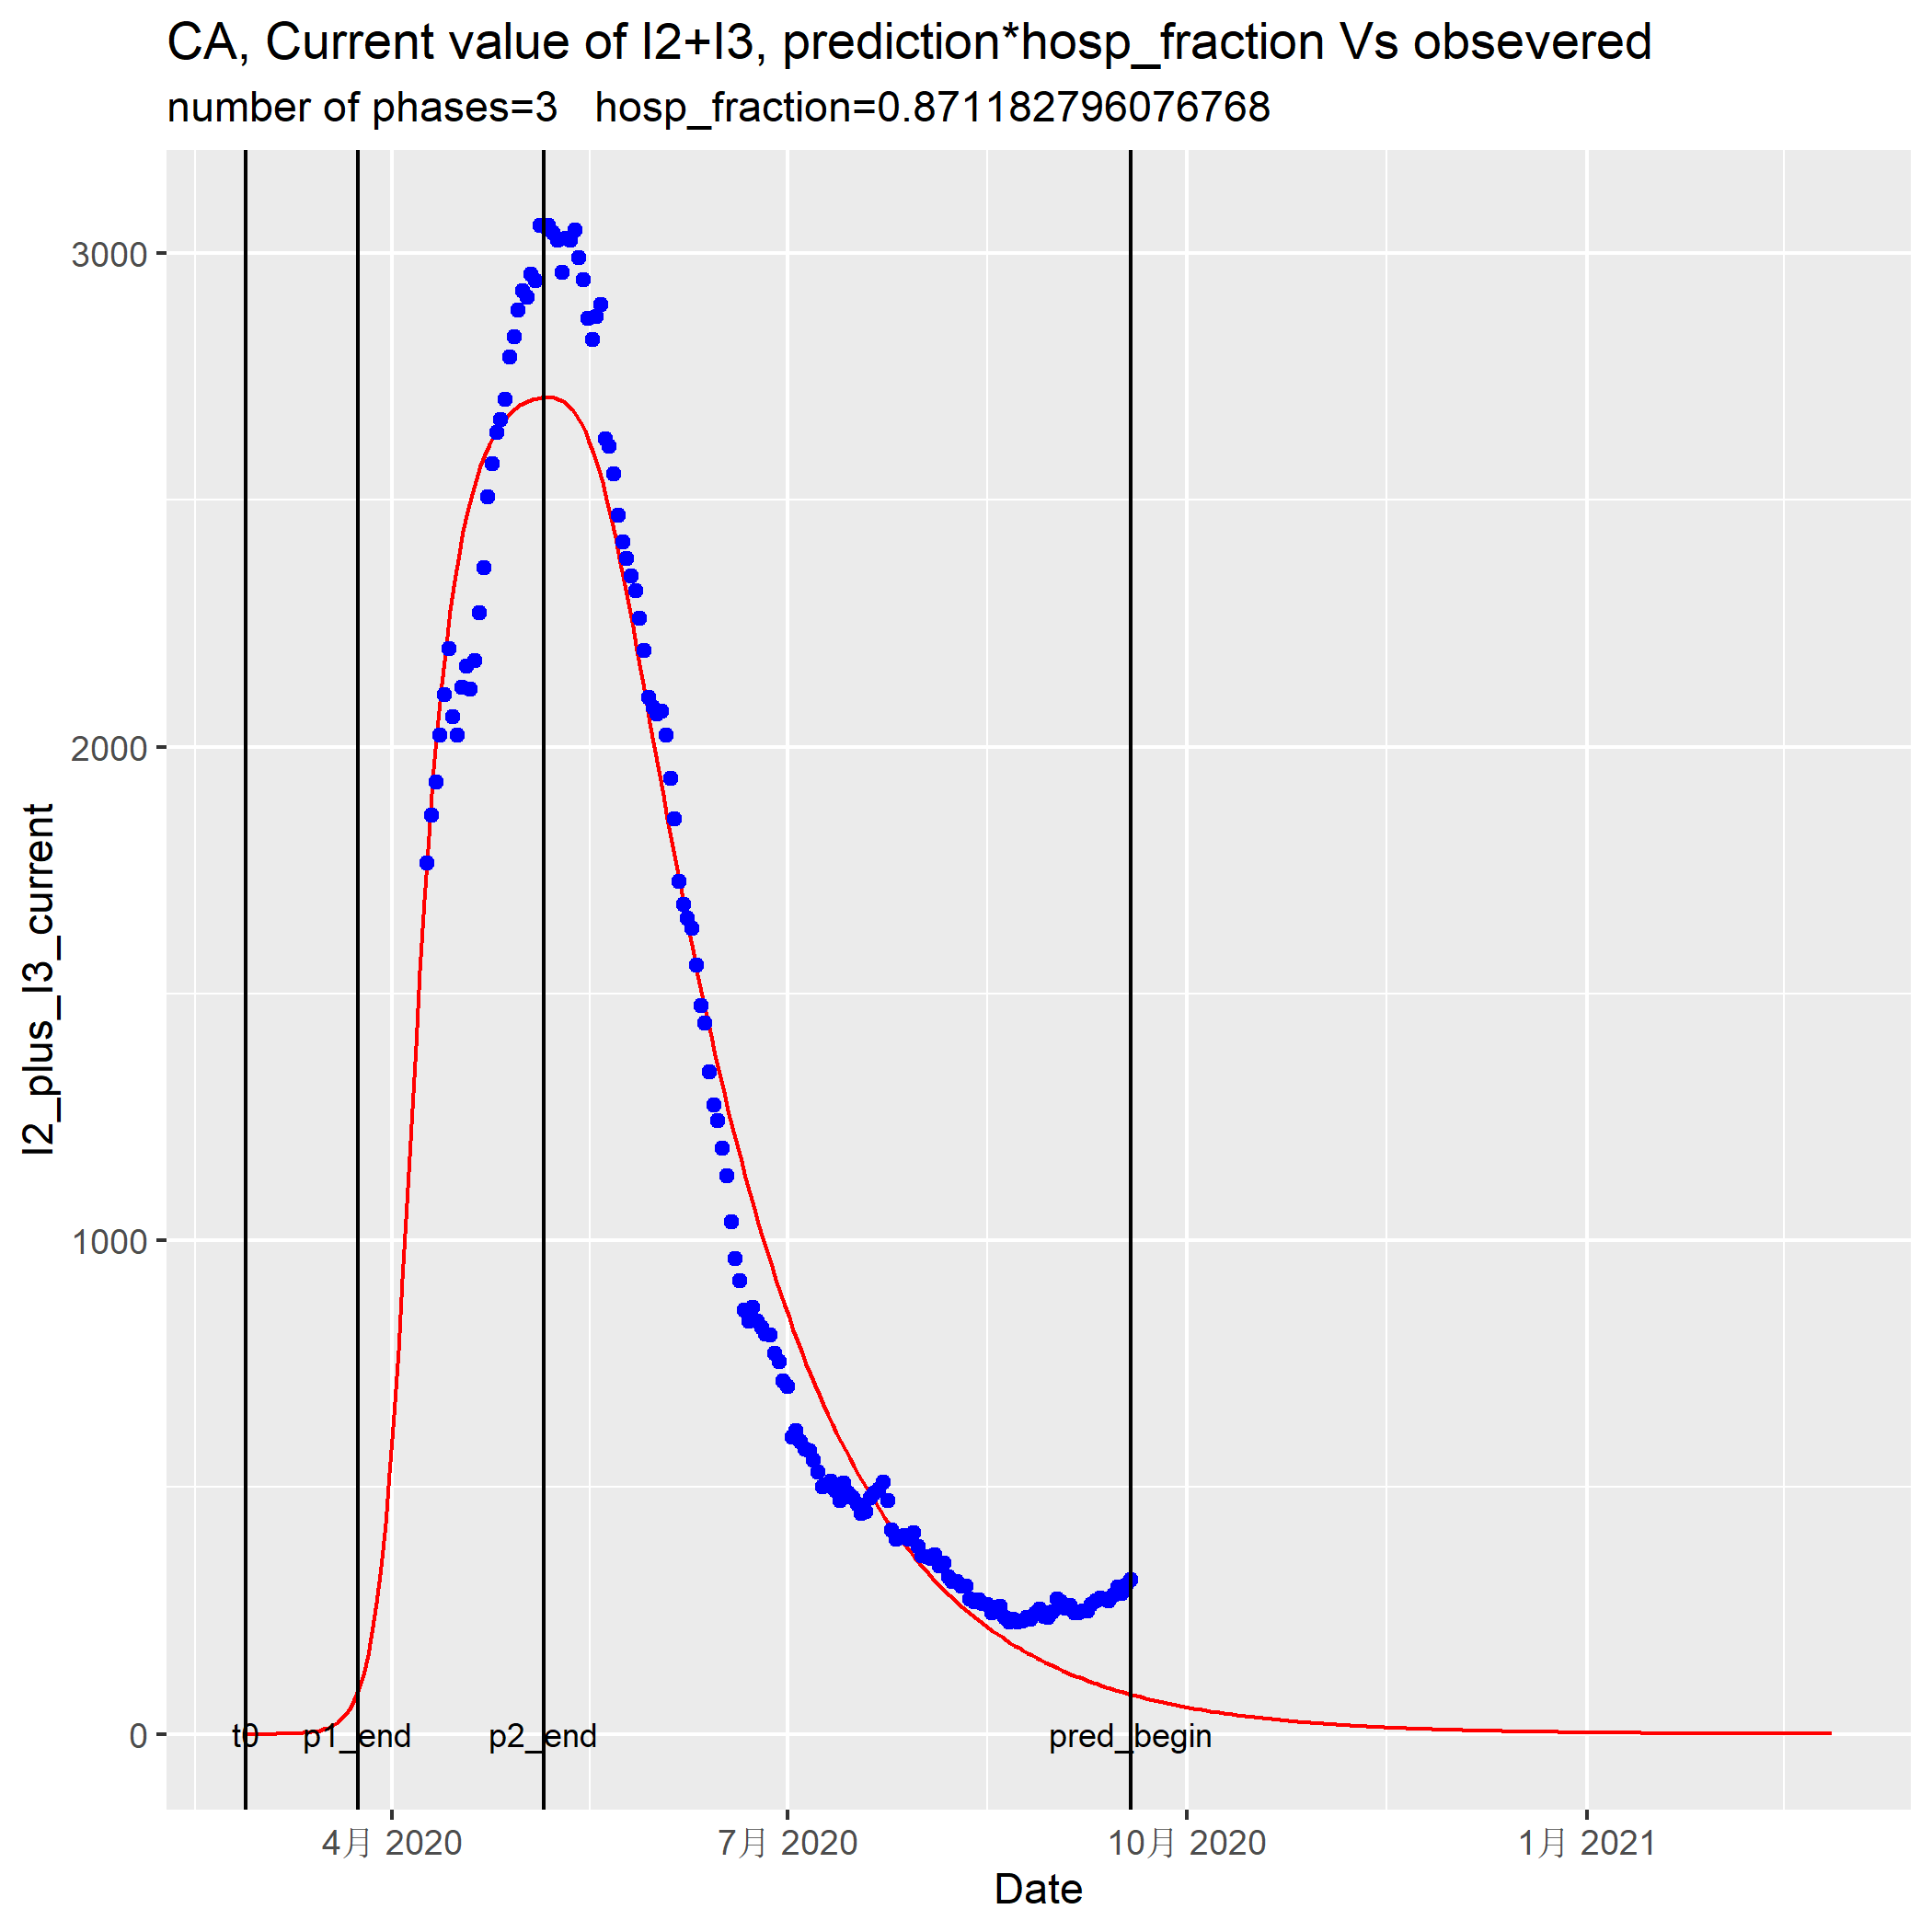 CA, Current value of I2+I3, prediction*hosp_fraction Vs obsevered
number of phases=3   hosp_fraction=0.871182796076768
3000
2000
1000
0
I2_plus_I3_current
t0
p1_end
p2_end
pred_begin
4月 2020
7月 2020
10月 2020
1月 2021
Date